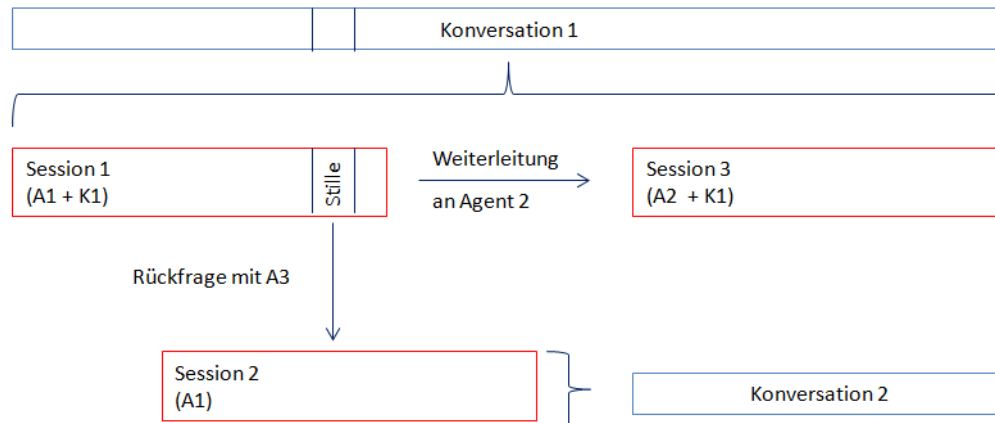 Konversation 1
Session 1
(A1 + K1)
Stille
Weiterleitung
an Agent 2
Session 3
(A2 + K1)
Rückfrage mit A3
Session 2
(A1)
Konversation 2